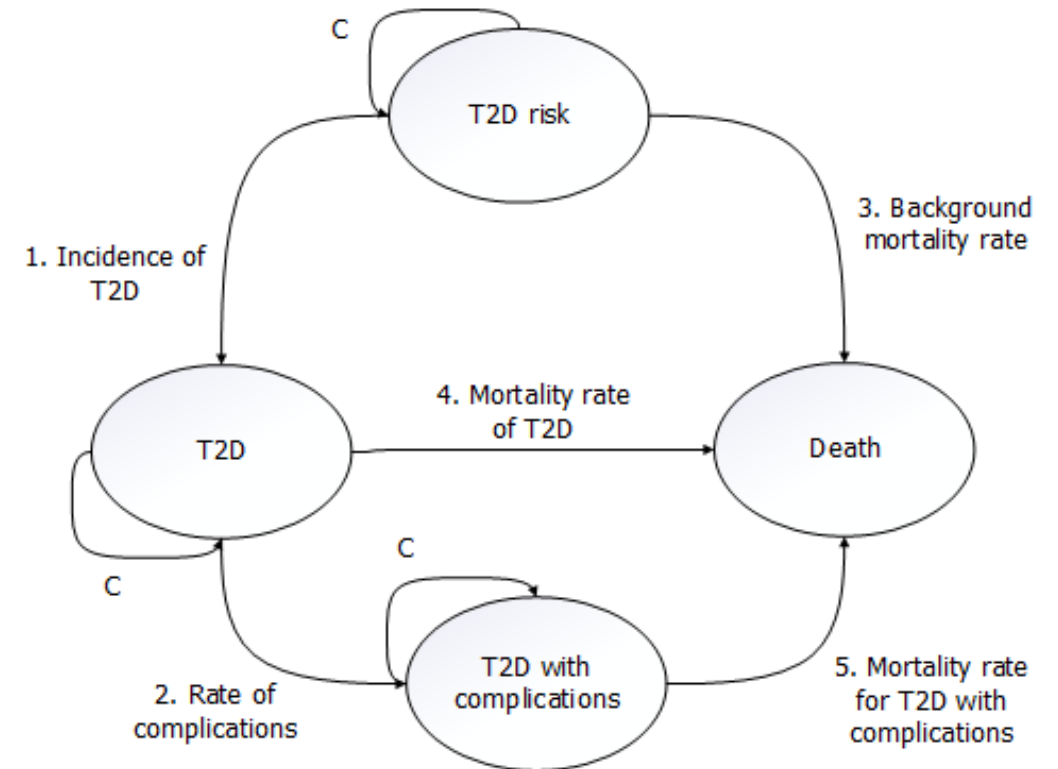 C
T2D risk
3. Background
mortality rate
1. Incidence of
T2D
4. Mortality rate
of T2D
T2D
Death
C
C
T2D with
complications
2. Rate of
complications
5. Mortality rate
for T2D with
complications